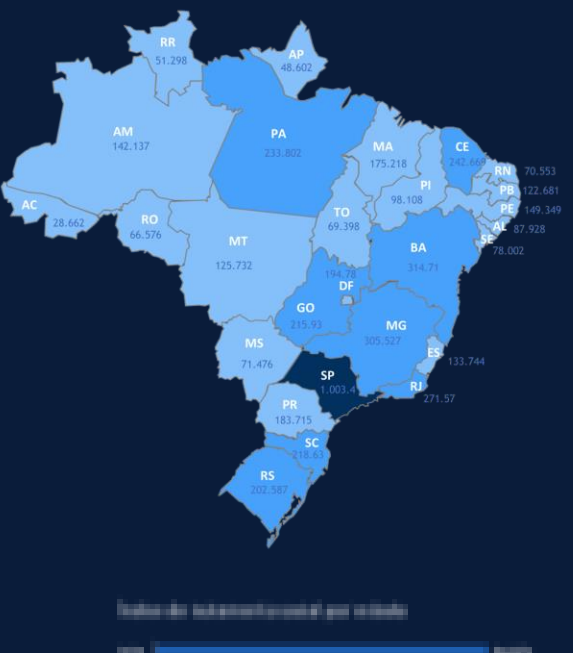 RR
51.298
AP
48.602
AM
142.137
PA
233.802
MA
175.218
CE
242.669
RN 70.553
PB 122.681
PI
98.108
PE 149.349
AL 87.928
SE
78.002
AC
28.662
RO
66.576
TO
69.398
MT
125.732
BA
314.71
194.78
DF
GO
215.93
MG
305.527
MS
71.476
ES
133.744
SP
1.003.4
RJ
271.57
PR
183.715
SC
218.63
RS
202.587